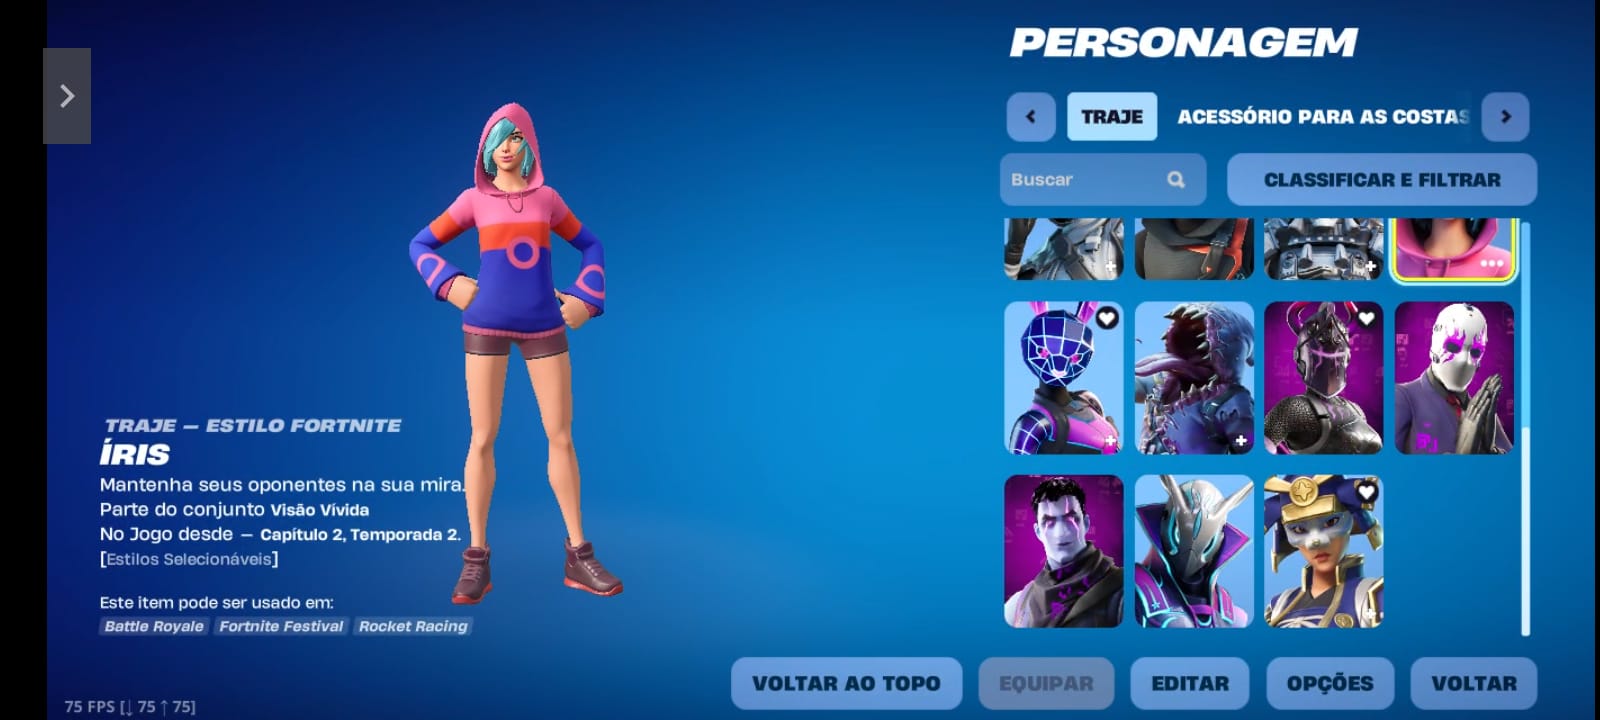 PERSONAGEM
TRAJE
ACESSÓRIO PARA AS COSTAS
Buscar
CLASSIFICAR E FILTRAR
TRAJE — ESTILO FORTNITE
ÍRIS
Mantenha seus oponentes na sua mira.
Parte do conjunto Visão Vívida
No Jogo desde — Capítulo 2, Temporada 2.
[Estilos Selecionáveis]
Este item pode ser usado em:
Battle Royale Fortnite Festival Rocket Racing
VOLTAR AO TOPO
EQUIPAR
EDITAR
OPÇÕES
VOLTAR
75 FPS [↓ 75 ↑ 75]